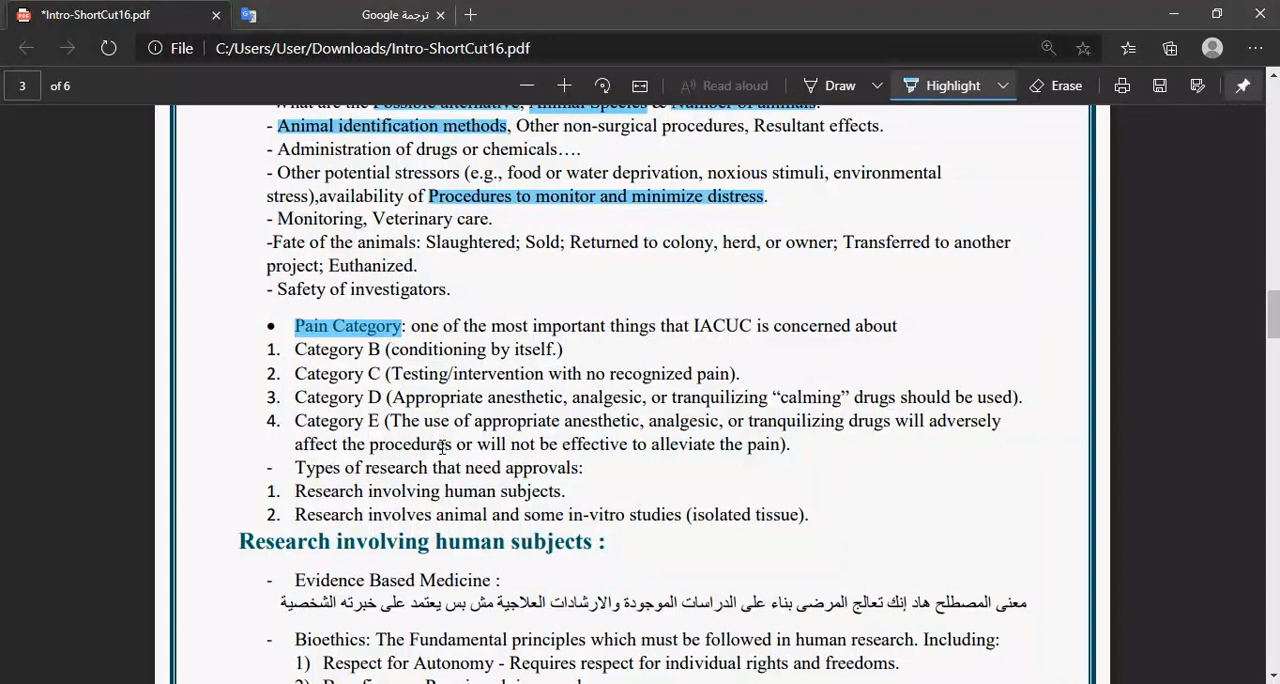 *Intro-ShortCut16.pdf
ترجمة Google
File
C:/Users/User/Downloads/Intro-ShortCut16.pdf
3 of 6
Read aloud
Draw
Highlight
Erase
- What are the Possible alternative, Animal Species & Number of animals.
- Animal identification methods, Other non-surgical procedures, Resultant effects.
- Administration of drugs or chemicals….
- Other potential stressors (e.g., food or water deprivation, noxious stimuli, environmental
stress),availability of Procedures to monitor and minimize distress.
- Monitoring, Veterinary care.
-Fate of the animals: Slaughtered; Sold; Returned to colony, herd, or owner; Transferred to another
project; Euthanized.
- Safety of investigators.
• Pain Category: one of the most important things that IACUC is concerned about
1. Category B (conditioning by itself.)
2. Category C (Testing/intervention with no recognized pain).
3. Category D (Appropriate anesthetic, analgesic, or tranquilizing “calming” drugs should be used).
4. Category E (The use of appropriate anesthetic, analgesic, or tranquilizing drugs will adversely
affect the procedures or will not be effective to alleviate the pain).
- Types of research that need approvals:
1. Research involving human subjects.
2. Research involves animal and some in-vitro studies (isolated tissue).
Research involving human subjects :
- Evidence Based Medicine :
معنى المصطلح هاد إنك تعالج المرضى بناء على الدراسات الموجودة والارشادات العلاجية مش بس يعتمد على خبرته الشخصية
- Bioethics: The Fundamental principles which must be followed in human research. Including:
1) Respect for Autonomy - Requires respect for individual rights and freedoms.